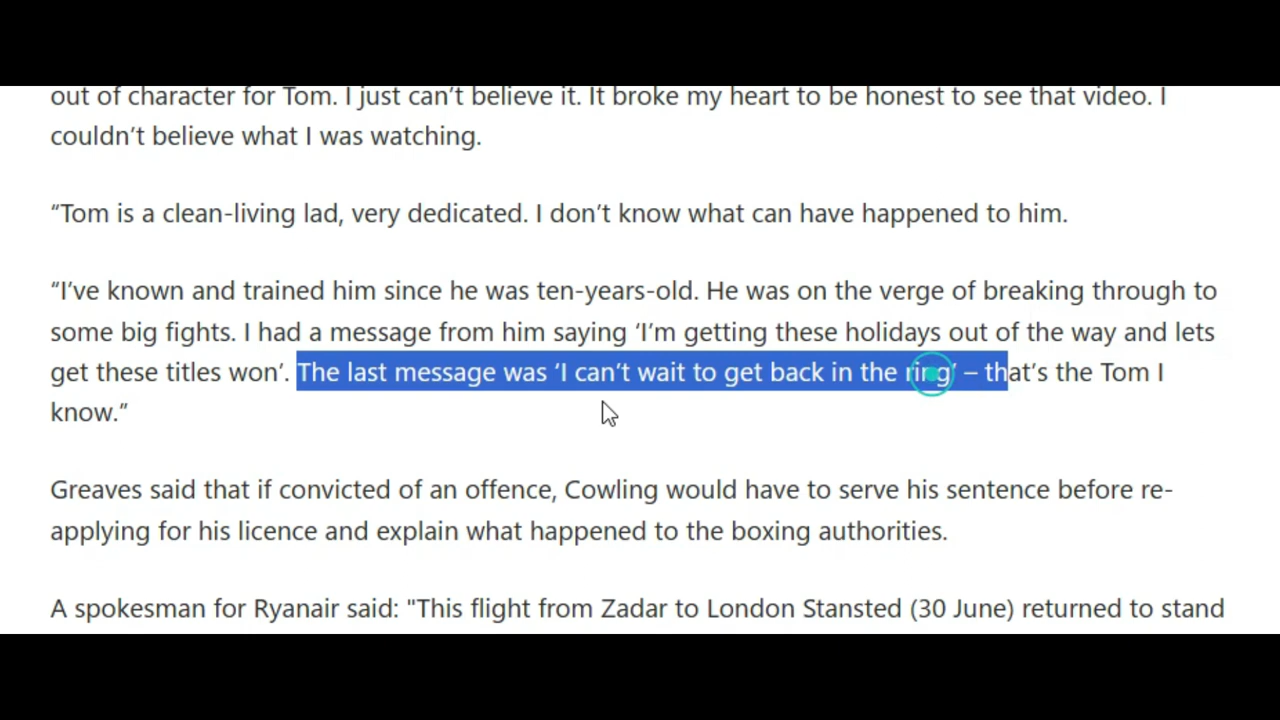 out of character for Tom. I just can’t believe it. It broke my heart to be honest to see that video. I
couldn’t believe what I was watching.
“Tom is a clean-living lad, very dedicated. I don’t know what can have happened to him.
“I’ve known and trained him since he was ten-years-old. He was on the verge of breaking through to
some big fights. I had a message from him saying ‘I’m getting these holidays out of the way and lets
get these titles won’. The last message was ‘I can’t wait to get back in the ring’ – that’s the Tom I
know.”
Greaves said that if convicted of an offence, Cowling would have to serve his sentence before re-
applying for his licence and explain what happened to the boxing authorities.
A spokesman for Ryanair said: "This flight from Zadar to London Stansted (30 June) returned to stand